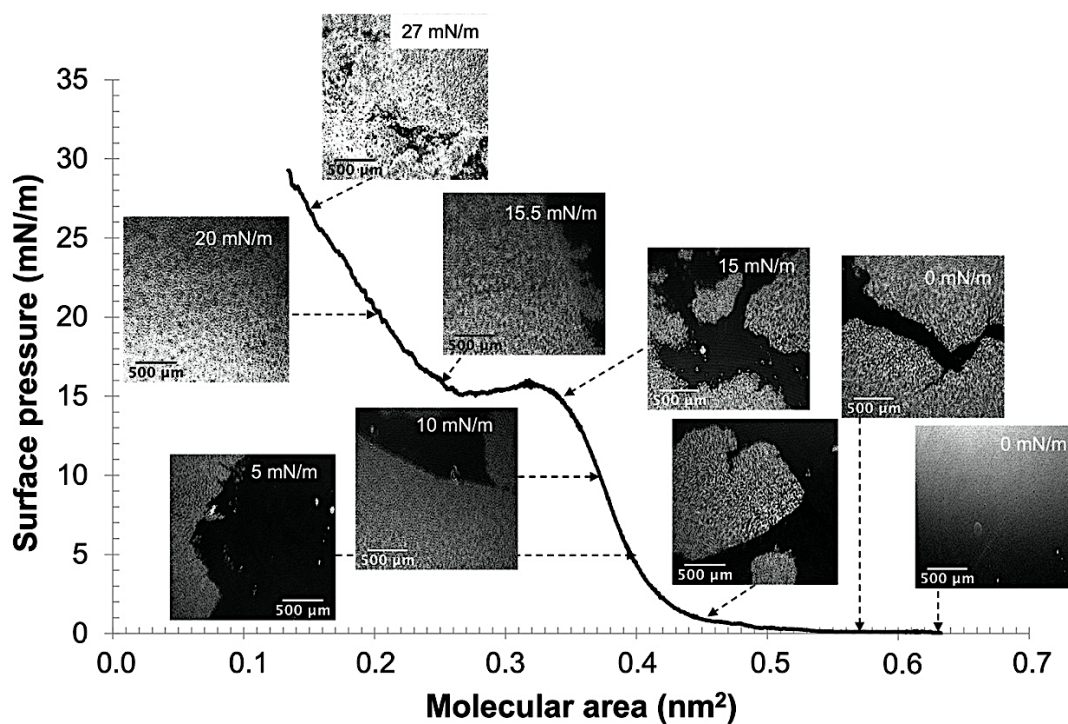 27 mN/m
500 µm
35
30
25
20
15
10
5
0
Surface pressure (mN/m)
20 mN/m
500 µm
15.5 mN/m
500 µm
15 mN/m
500 µm
0 mN/m
500 µm
10 mN/m
500 µm
5 mN/m
500 µm
500 µm
0 mN/m
500 µm
0.0 0.1 0.2 0.3 0.4 0.5 0.6 0.7
Molecular area (nm²)